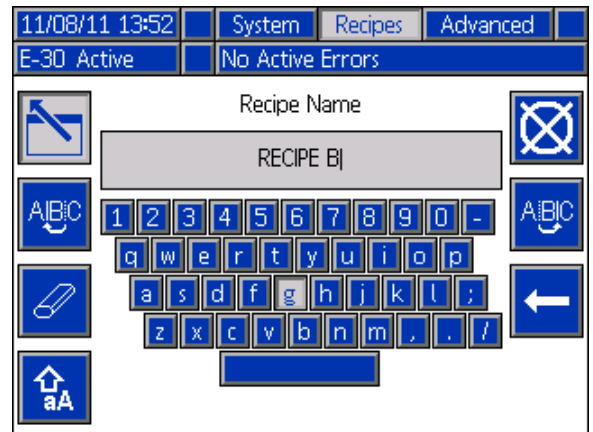 11/08/11 13:52 System Recipes Advanced
E-30 Active No Active Errors
Recipe Name
RECIPE B
A|B|C 1 2 3 4 5 6 7 8 9 0 - A|B|C
q w e r t y u i o p
a s d f g h j k l ;
z x c v b n m , . /
aA